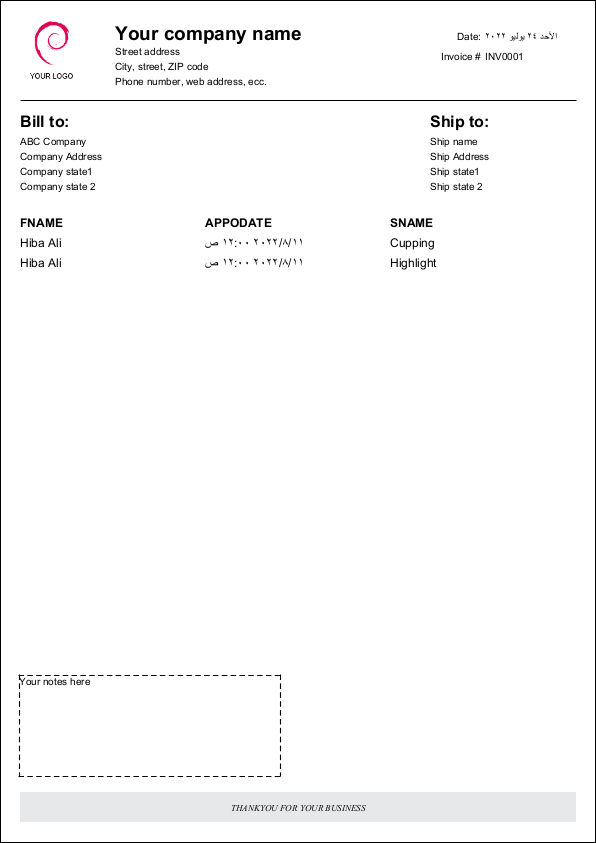 YOUR LOGO
Your company name
Street address
City, street, ZIP code
Phone number, web address, ecc.
Date: الأحد ٢٤ يوليو ٢٠٢٢
Invoice # INV0001
Bill to:
ABC Company
Company Address
Company state1
Company state 2
Ship to:
Ship name
Ship Address
Ship state1
Ship state 2
FNAME APPODATE SNAME
Hiba Ali ٢٠٢٢/٨/١١ ١٢:٠٠ ص Cupping
Hiba Ali ٢٠٢٢/٨/١١ ١٢:٠٠ ص Highlight
Your notes here
THANKYOU FOR YOUR BUSINESS